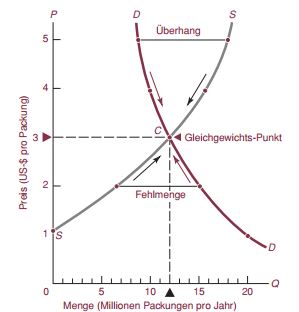 P
D
S
Überhang
5
4
C
3
Gleichgewichts-Punkt
2
Fehlmenge
1
S
D
Q
0
5
10
15
20
Preis (US-$ pro Packung)
Menge (Millionen Packungen pro Jahr)